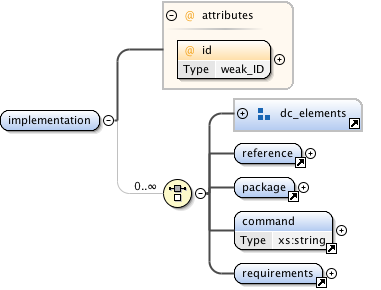 @ attributes
@ id
Type weak_ID
implementation
0..∞
dc_elements
reference
package
command
Type xs:string
requirements